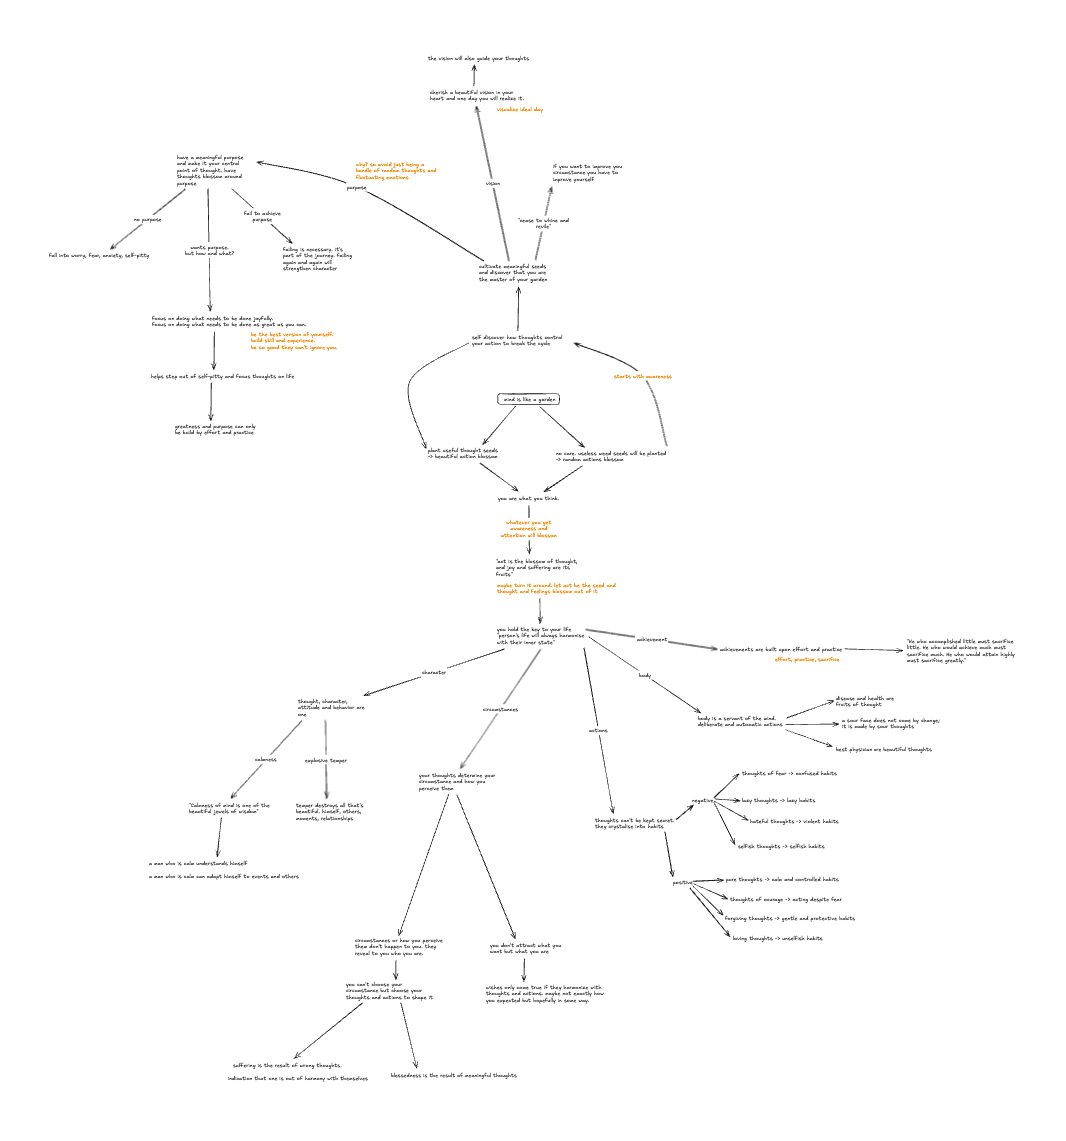 the vision will also guide your thoughts
cherish a beautiful vision in your
heart and one day you will realize it.
visualize ideal day
have a meaningful purpose
and make it your central
point of thought. have
thoughts blossom around
purpose
why? so avoid just being a
bundle of random thoughts and
fluctuating emotions
purpose
vision
if you want to improve you
circumstance you have to
improve yourself
"cease to whine and
revile"
no purpose
fail to achieve
purpose
wants purpose.
but how and what?
fall into worry, fear, anxiety, self-pitty
failing is necessary. it's
part of the journey. failing
again and again will
strengthen character
cultivate meaningful seeds
and discover that you are
the master of your garden
focus on doing what needs to be done joyfully.
focus on doing what needs to be done as great as you can.
be the best version of yourself.
build skill and experience.
be so good they can't ignore you.
self discover how thoughts control
your action to break the cycle
helps step out of self-pitty and focus thoughts on life
starts with awareness
mind is like a garden
greatness and purpose can only
be build by effort and practice
plant useful thought seeds
-> beautiful action blossom
no care. useless weed seeds will be planted
-> random actions blossom
you are what you think.
whatever you get
awareness and
attention will blossom
"act is the blossom of thought,
and joy and suffering are its
fruits"
maybe turn it around. let act be the seed and
thought and feelings blossom out of it
you hold the key to your life
"person's life will always harmonise
with their inner state"
achievement
achievements are built upon effort and practice
effort, practice, sacrifice
"He who accomplished little must sacrifice
little. He who would achieve much must
sacrifice much. He who would attain highly
must sacrifice greatly."
character
body
thought, character,
attitude and behavior are
one
circumstances
actions
body is a servant of the mind.
deliberate and automatic actions
disease and health are
fruits of thought
a sour face does not come by change;
it is made by sour thoughts
best physician are beautiful thoughts
calmness
explosive temper
your thoughts determine your
circumstance and how you
perceive them
"Calmness of mind is one of the
beautiful jewels of wisdom"
temper destroys all that's
beautiful. himself, others,
moments, relationships
thoughts can't be kept secret.
they crystalise into habits
negative
thoughts of fear -> confused habits
lazy thoughts -> lazy habits
hateful thoughts -> violent habits
selfish thoughts -> selfish habits
a man who is calm understands himself
a man who is calm can adapt himself to events and others
positive
pure thoughts -> calm and controlled habits
thoughts of courage -> acting despite fear
forgiving thoughts -> gentle and protective habits
loving thoughts -> unselfish habits
circumstances or how you perceive
them don't happen to you. they
reveal to you who you are.
you don't attract what you
want but what you are
you can't choose your
circumstance but choose your
thoughts and actions to shape it
wishes only come true if they harmonize with
thoughts and actions. maybe not exactly how
you expected but hopefully in some way.
suffering is the result of wrong thoughts.
indication that one is out of harmony with themselves
blessedness is the result of meaningful thoughts